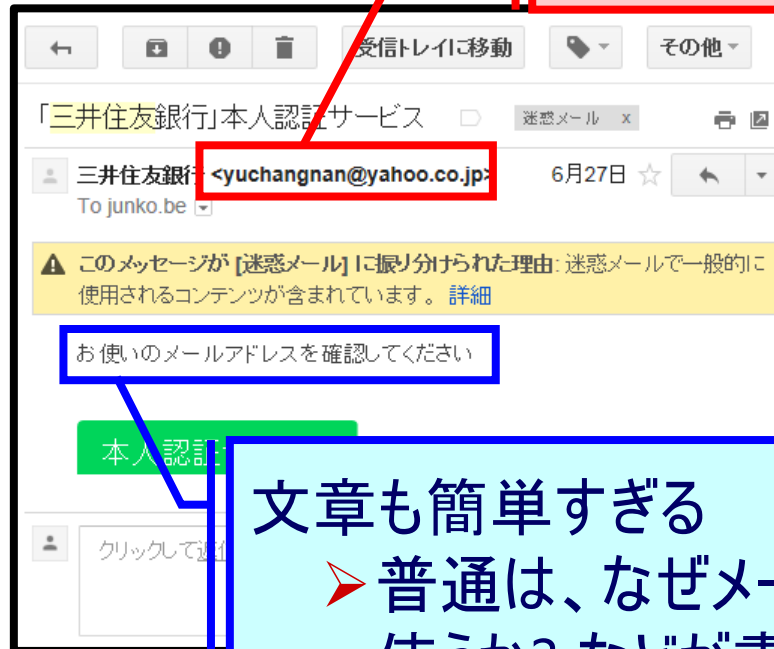 受信トレイに移動
その他
「三井住友銀行」本人認証サービス
迷惑メール x
三井住友銀行 <yuchangnan@yahoo.co.jp>
6月27日
To junko.be
このメッセージが [迷惑メール] に振り分けられた理由: 迷惑メールで一般的に
使用されるコンテンツが含まれています。 詳細
お使いのメールアドレスを確認してください
本人認証
クリックして返
文章も簡単すぎる
➢普通は、なぜメー